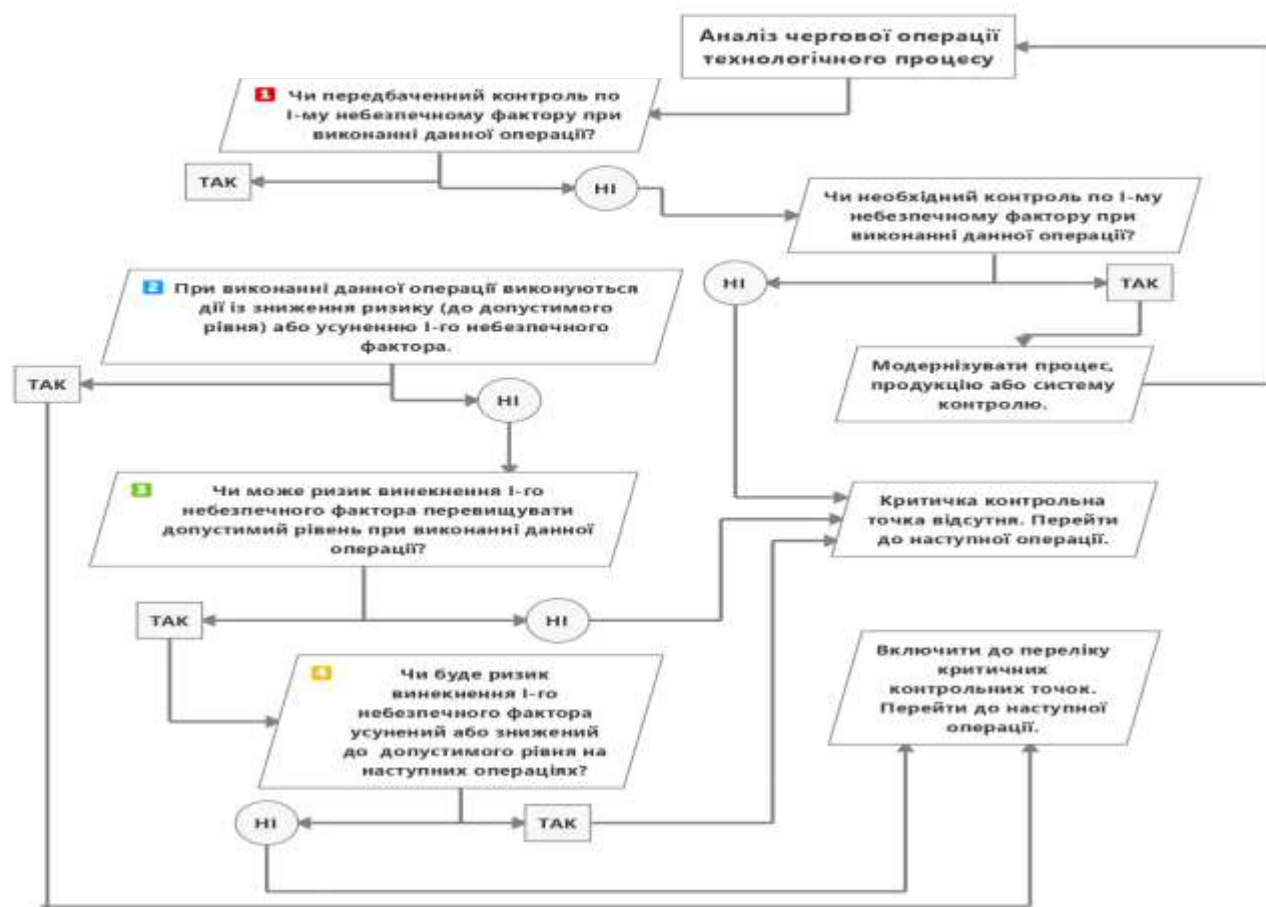 Аналіз чергової операції
технологічного процесу
1 Чи передбаченний контроль по
І-му небезпечному фактору при
виконанні данної операції?
ТАК
НІ
Чи необхідний контроль по І-му
небезпечному фактору при
виконанні данної операції?
НІ
ТАК
2 При виконанні данної операції виконуються
дії із зниження ризику (до допустимого
рівня) або усуненню І-го небезпечного
фактора.
Модернізувати процес,
продукцію або систему
контролю.
ТАК
НІ
3 Чи може ризик винекнення І-го
небезпечного фактора перевищувати
допустимий рівень при виконанні данної
операції?
Критичка контрольна
точка відсутня. Перейти
до наступної операції.
ТАК
НІ
4 Чи буде ризик
винекнення І-го
небезпечного фактора
усунений або знижений
до допустимого рівня на
наступних операціях?
Включити до переліку
критичних
контрольних точок.
Перейти до наступної
операції.
НІ
ТАК